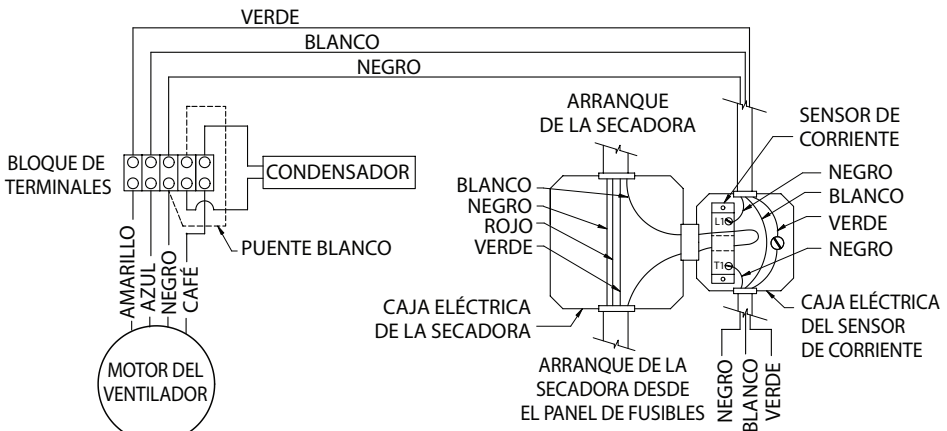 VERDE
BLANCO
NEGRO
BLOQUE DE
TERMINALES
CONDENSADOR
PUENTE BLANCO
AMARILLO
AZUL
NEGRO
CAFÉ
MOTOR DEL
VENTILADOR
ARRANQUE
DE LA SECADORA
BLANCO
NEGRO
ROJO
VERDE
CAJA ELÉCTRICA
DE LA SECADORA
ARRANQUE DE LA
SECADORA DESDE
EL PANEL DE FUSIBLES
SENSOR DE
CORRIENTE
L1
T1
NEGRO
BLANCO
VERDE
NEGRO
CAJA ELÉCTRICA
DEL SENSOR
DE CORRIENTE
NEGRO
BLANCO
VERDE